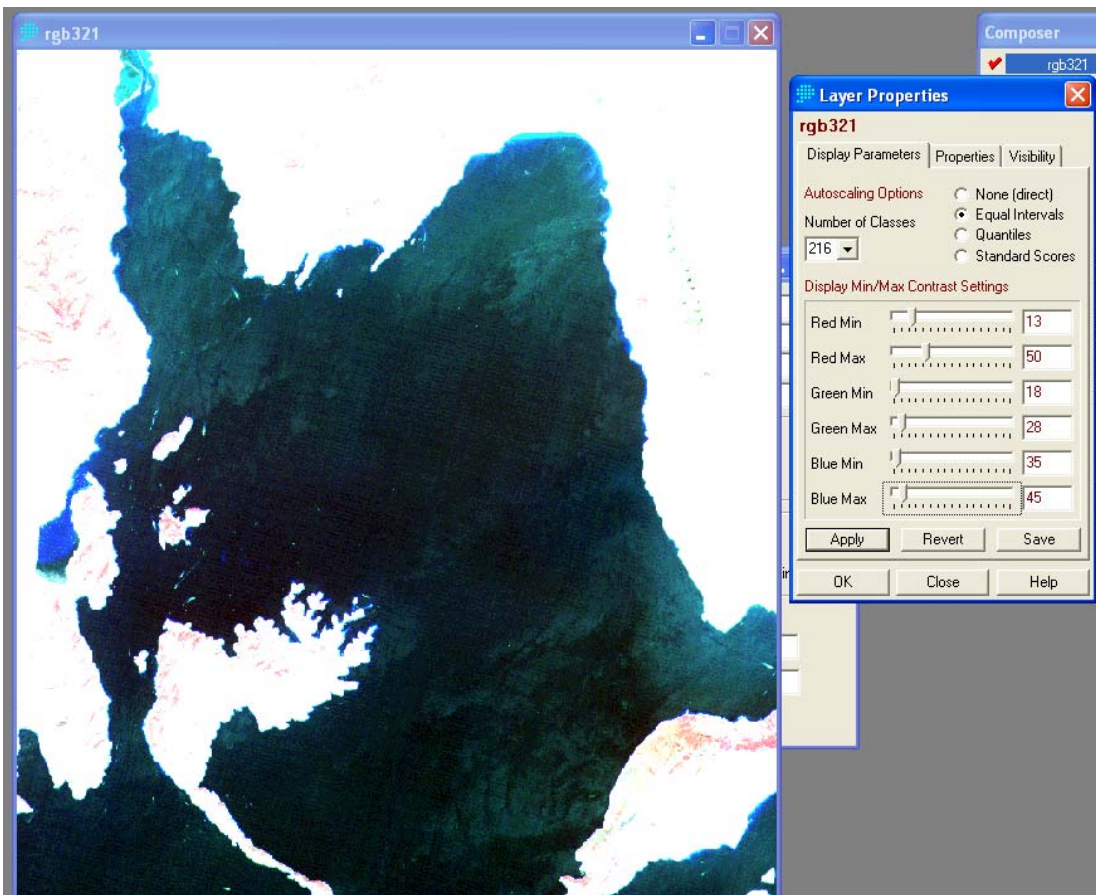 rgb321
Composer
rgb321
Layer Properties
rgb321
Display Parameters
Properties
Visibility
Autoscaling Options
None (direct)
Equal Intervals
Quantiles
Standard Scores
Number of Classes
216
Display Min/Max Contrast Settings
Red Min 13
Red Max 50
Green Min 18
Green Max 28
Blue Min 35
Blue Max 45
Apply Revert Save
OK Close Help